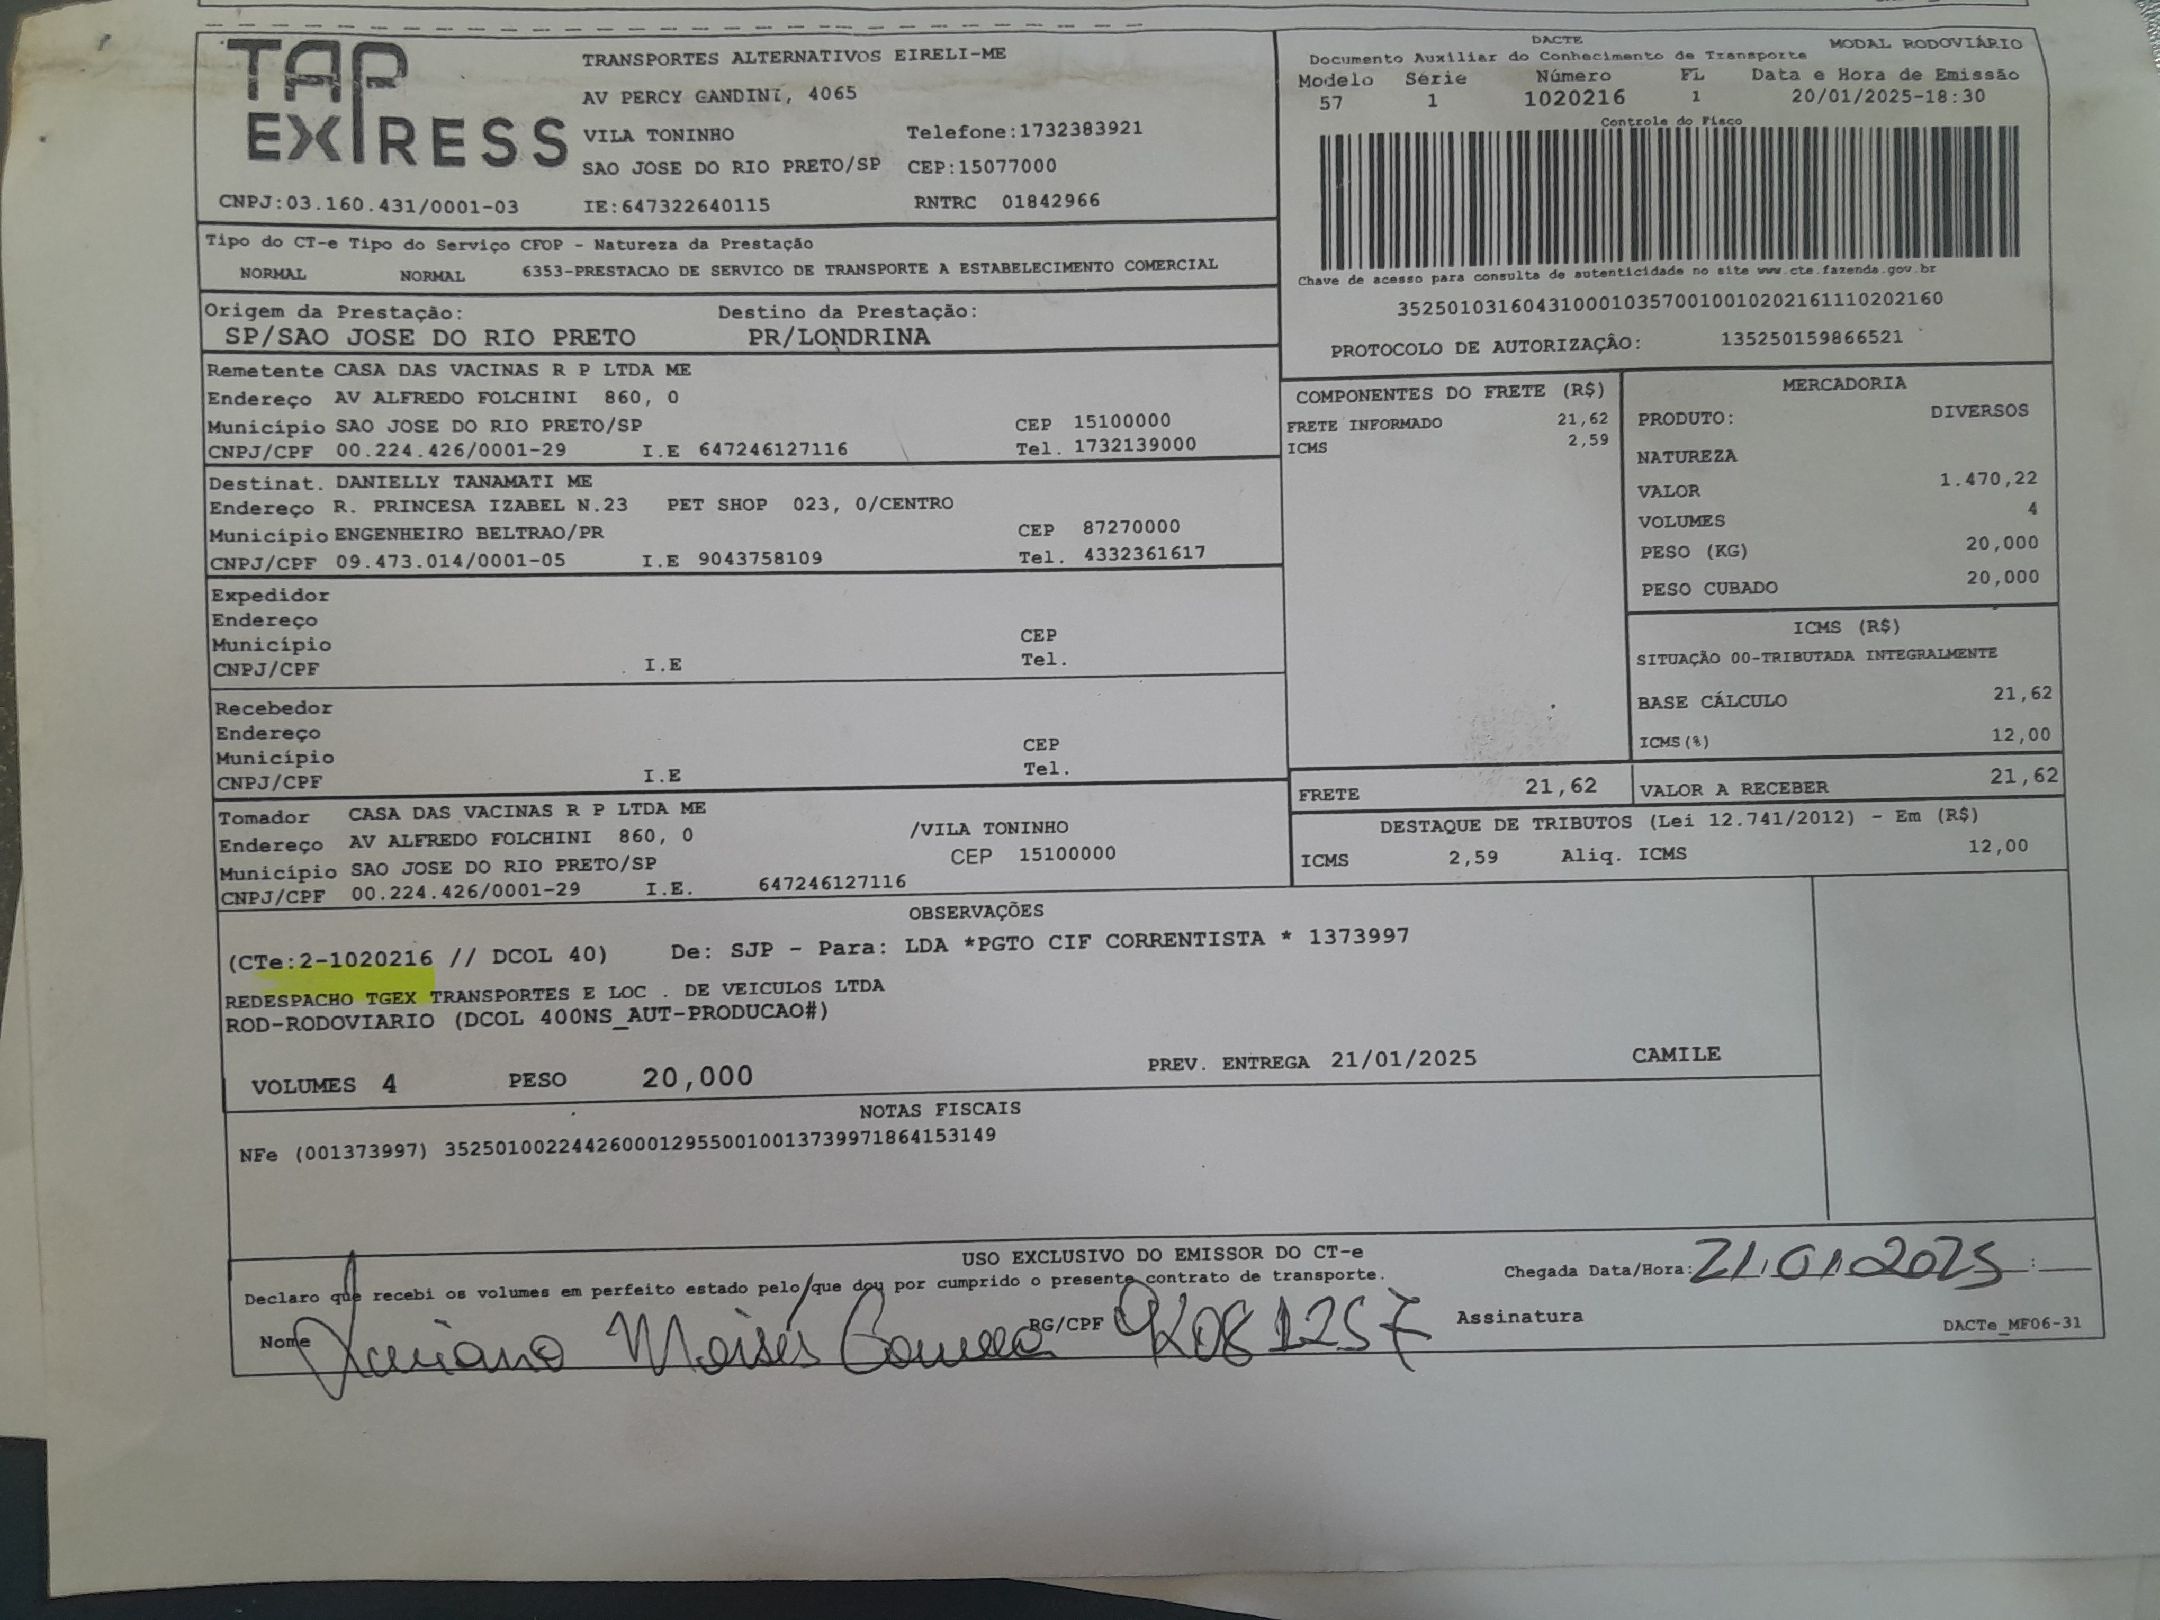 TAP EXPRESS
TRANSPORTES ALTERNATIVOS EIRELI-ME
AV PERCY GANDINI, 4065
VILA TONINHO Telefone:1732383921
SAO JOSE DO RIO PRETO/SP CEP:15077000
CNPJ:03.160.431/0001-03 IE:647322640115 RNTRC 01842966
DACTE MODAL RODOVIÁRIO
Documento Auxiliar do Conhecimento de Transporte
Modelo Série Número FL Data e Hora de Emissão
57 1 1020216 1 20/01/2025-18:30
Controle do Fisco
Chave de acesso para consulta de autenticidade no site www.cte.fazenda.gov.br
35250103160431000103570010010202161110202160
PROTOCOLO DE AUTORIZAÇÂO: 135250159866521
Tipo do CT-e Tipo do Serviço CFOP - Natureza da Prestação
NORMAL NORMAL 6353-PRESTACAO DE SERVICO DE TRANSPORTE A ESTABELECIMENTO COMERCIAL
Origem da Prestação: Destino da Prestação:
SP/SAO JOSE DO RIO PRETO PR/LONDRINA
Remetente CASA DAS VACINAS R P LTDA ME
Endereço AV ALFREDO FOLCHINI 860, 0
Município SAO JOSE DO RIO PRETO/SP CEP 15100000
CNPJ/CPF 00.224.426/0001-29 I.E 647246127116 Tel. 1732139000
Destinat. DANIELLY TANAMATI ME
Endereço R. PRINCESA IZABEL N.23 PET SHOP 023, 0/CENTRO
Município ENGENHEIRO BELTRAO/PR CEP 87270000
CNPJ/CPF 09.473.014/0001-05 I.E 9043758109 Tel. 4332361617
Expedidor
Endereço
Município CEP
CNPJ/CPF I.E Tel.
Recebedor
Endereço
Município CEP
CNPJ/CPF I.E Tel.
Tomador CASA DAS VACINAS R P LTDA ME
Endereço AV ALFREDO FOLCHINI 860, 0 /VILA TONINHO
Município SAO JOSE DO RIO PRETO/SP CEP 15100000
CNPJ/CPF 00.224.426/0001-29 I.E. 647246127116
COMPONENTES DO FRETE (R$)
FRETE INFORMADO 21,62
ICMS 2,59
MERCADORIA
PRODUTO: DIVERSOS
NATUREZA
VALOR 1.470,22
VOLUMES 4
PESO (KG) 20,000
PESO CUBADO 20,000
ICMS (R$)
SITUAÇÃO 00-TRIBUTADA INTEGRALMENTE
BASE CÁLCULO 21,62
ICMS(%) 12,00
FRETE 21,62 VALOR A RECEBER 21,62
DESTAQUE DE TRIBUTOS (Lei 12.741/2012) - Em (R$)
ICMS 2,59 Aliq. ICMS 12,00
OBSERVAÇÕES
(CTe:2-1020216 // DCOL 40) De: SJP - Para: LDA *PGTO CIF CORRENTISTA * 1373997
REDESPACHO TGEX TRANSPORTES E LOC . DE VEICULOS LTDA
ROD-RODOVIARIO (DCOL 400NS_AUT-PRODUCAO#)
VOLUMES 4 PESO 20,000 PREV. ENTREGA 21/01/2025 CAMILE
NOTAS FISCAIS
NFe (001373997) 35250100224426000129550010013739971864153149
USO EXCLUSIVO DO EMISSOR DO CT-e
Declaro que recebi os volumes em perfeito estado pelo que dou por cumprido o presente contrato de transporte. Chegada Data/Hora: 21.01.2025 :
Nome Luciano Moisés RG/CPF Assinatura
DACTe_MF06-31